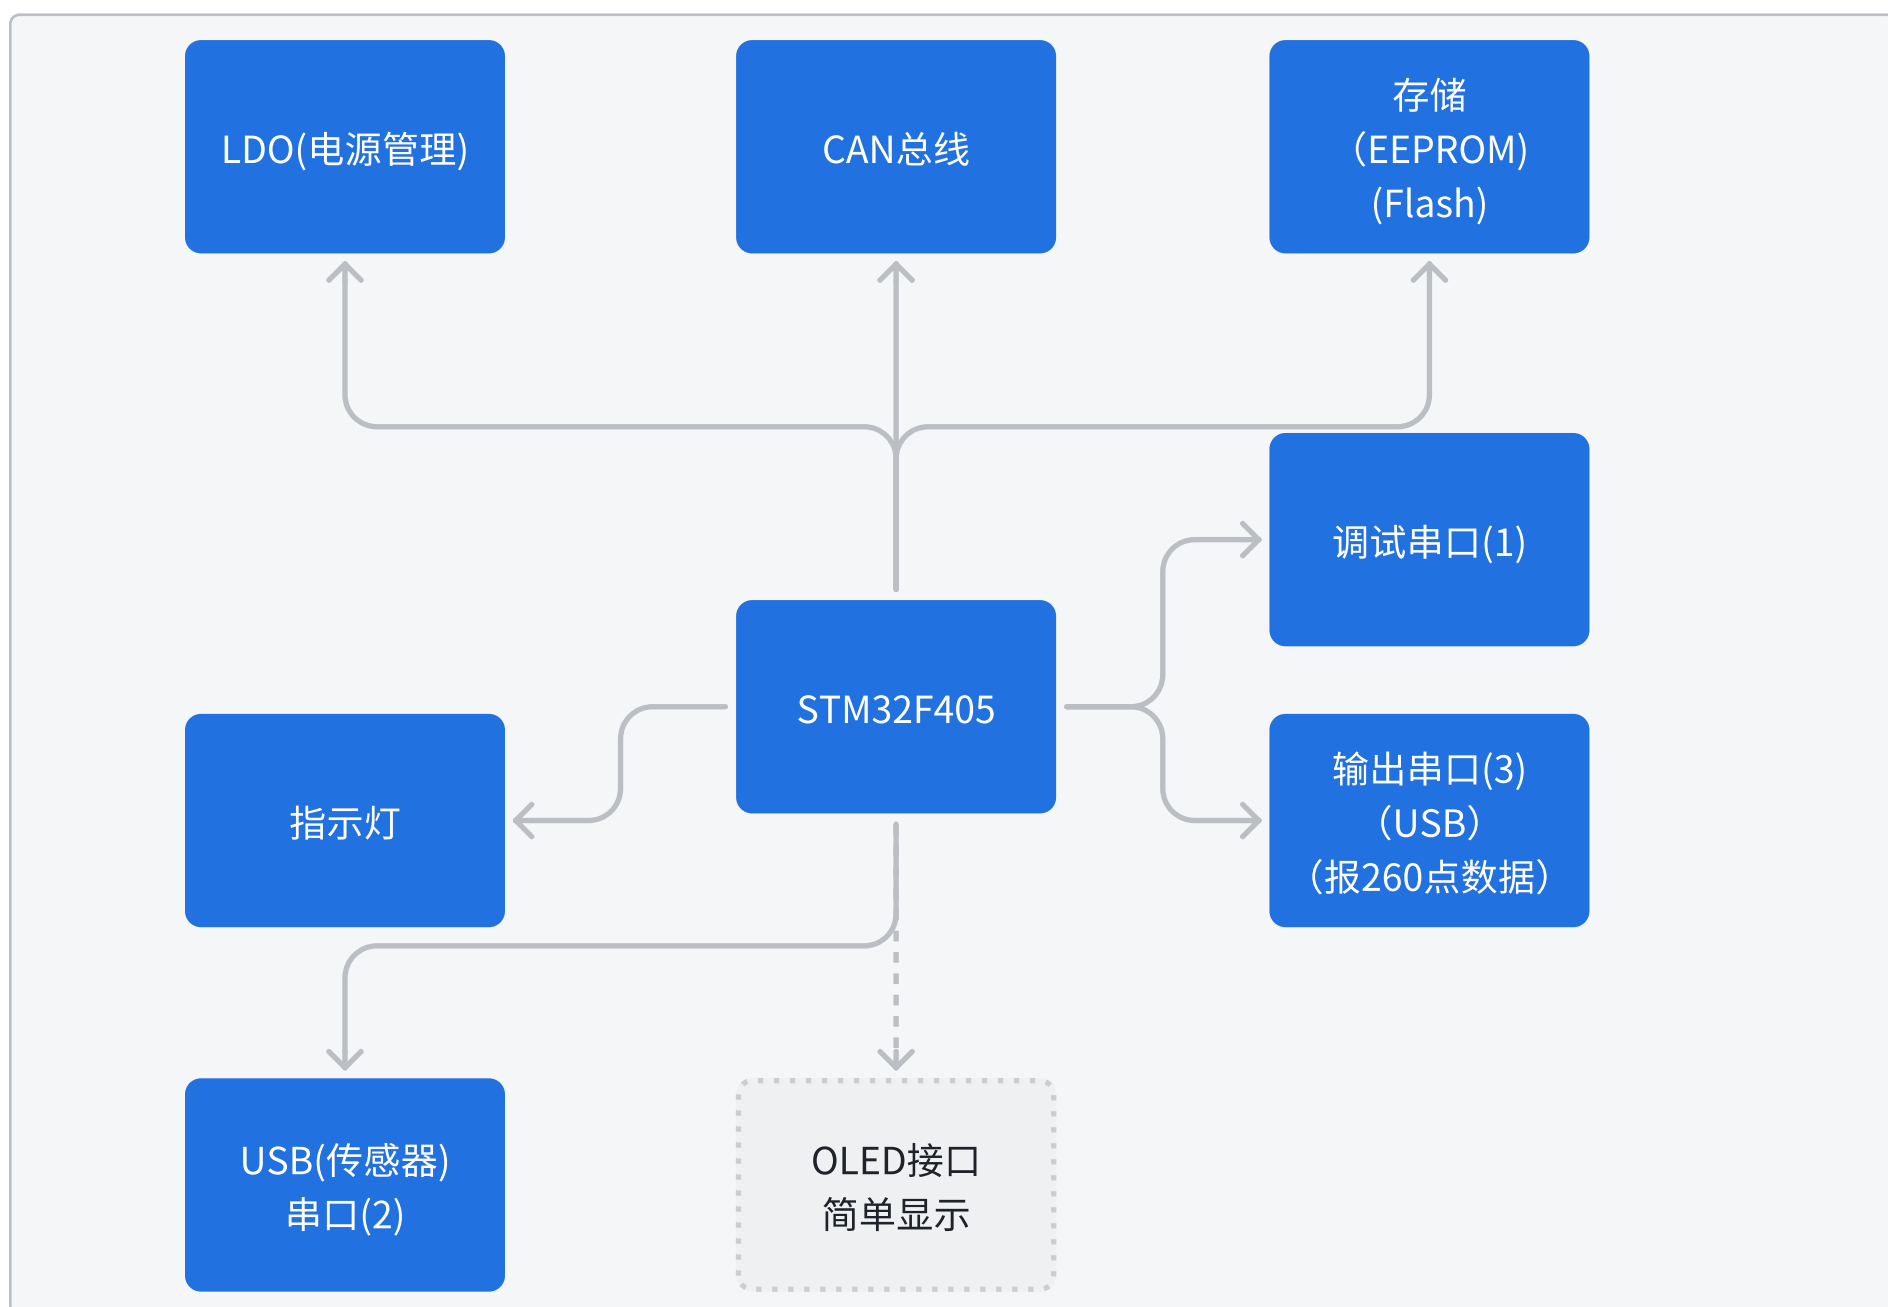 LDO(电源管理)
CAN总线
存储
（EEPROM)
(Flash)
调试串口(1)
STM32F405
指示灯
输出串口(3)
（USB）
（报260点数据）
USB(传感器)
串口(2)
OLED接口
简单显示